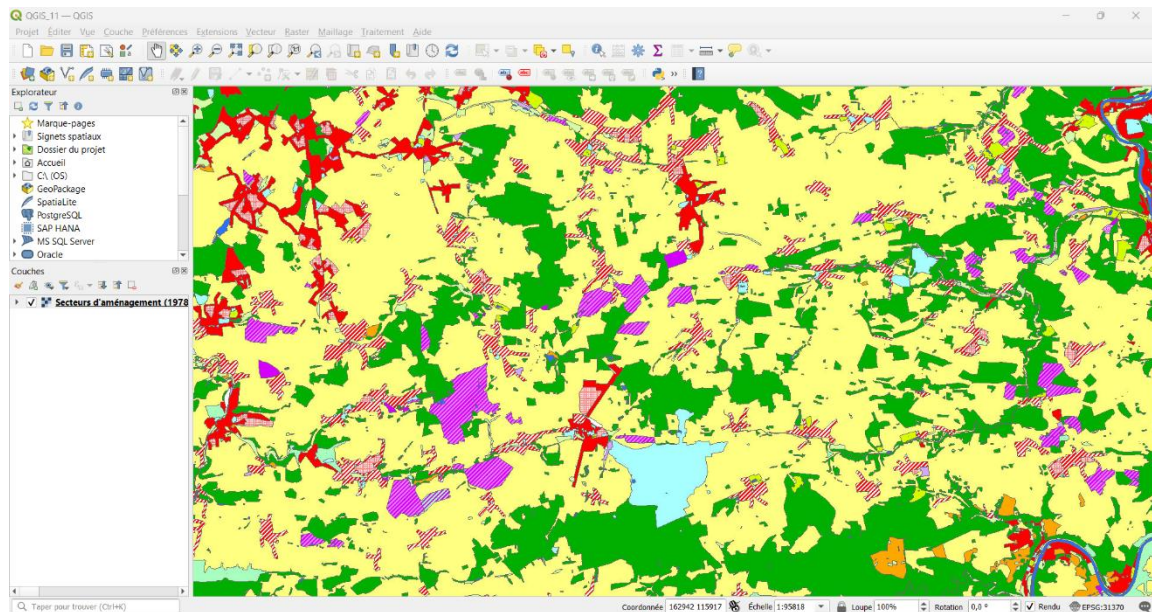 QGIS_11 — QGIS
Projet Éditer Vue Couche Préférences Extensions Vecteur Raster Maillage Traitement Aide
Explorateur
Marque-pages
Signets spatiaux
Dossier du projet
Accueil
C:\ (OS)
GeoPackage
SpatiaLite
PostgreSQL
SAP HANA
MS SQL Server
Oracle
Couches
Secteurs d'aménagement (1978
Taper pour trouver (Ctrl+K)
Coordonnée 162942 115917 Échelle 1:95818 Loupe 100% Rotation 0,0 ° Rendu EPSG:31370